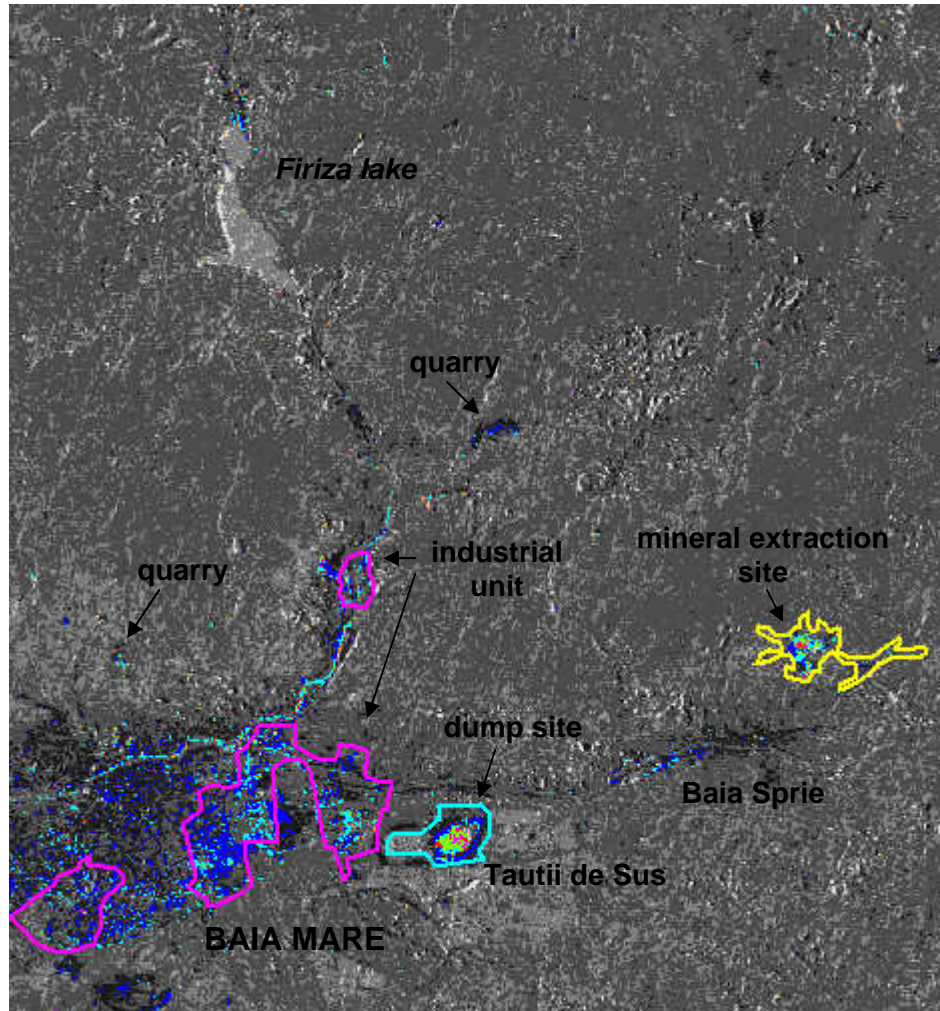 Firiza lake
quarry
mineral extraction
site
industrial
unit
quarry
dump site
Baia Sprie
Tautii de Sus
BAIA MARE